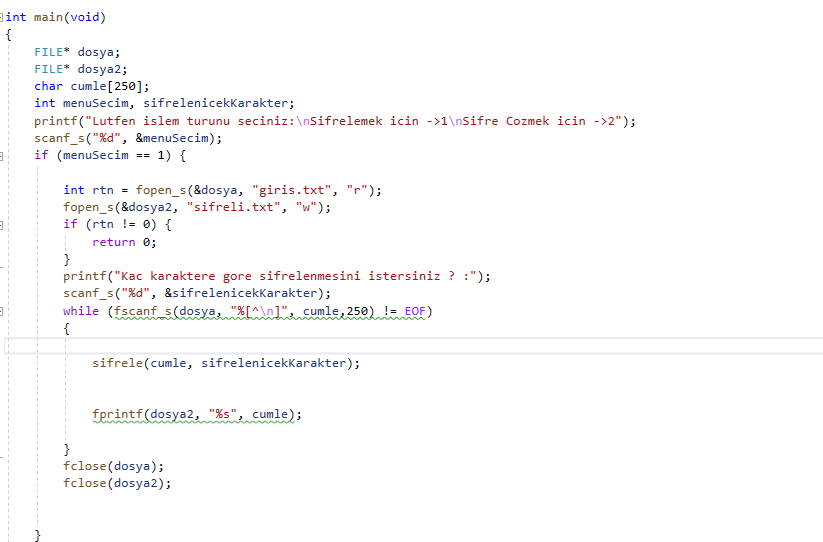 int main(void)
{
FILE* dosya;
FILE* dosya2;
char cumle[250];
int menuSecim, sifrelenicekKarakter;
printf("Lutfen islem turunu seciniz:\nSifrelemek icin ->1\nSifre Cozmek icin ->2");
scanf_s("%d", &menuSecim);
if (menuSecim == 1) {
int rtn = fopen_s(&dosya, "giris.txt", "r");
fopen_s(&dosya2, "sifreli.txt", "w");
if (rtn != 0) {
return 0;
}
printf("Kac karaktere gore sifrelenmesini istersiniz ? :");
scanf_s("%d", &sifrelenicekKarakter);
while (fscanf_s(dosya, "%[^\n]", cumle,250) != EOF)
{
sifrele(cumle, sifrelenicekKarakter);
fprintf(dosya2, "%s", cumle);
}
fclose(dosya);
fclose(dosya2);
}